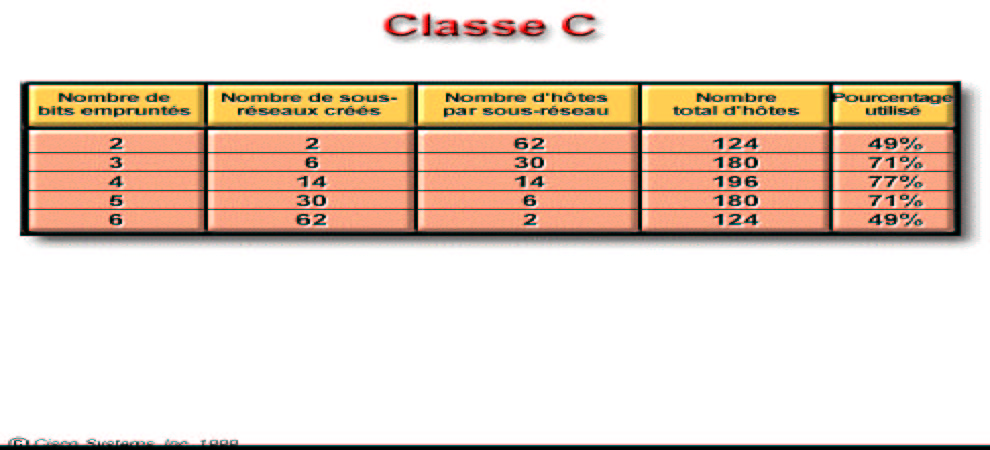 Classe C
Nombre de bits empruntés Nombre de sous-réseaux créés Nombre d'hôtes par sous-réseau Nombre total d'hôtes Pourcentage utilisé
2 2 62 124 49%
3 6 30 180 71%
4 14 14 196 77%
5 30 6 180 71%
6 62 2 124 49%
© Cisco Systems, Inc. 1999